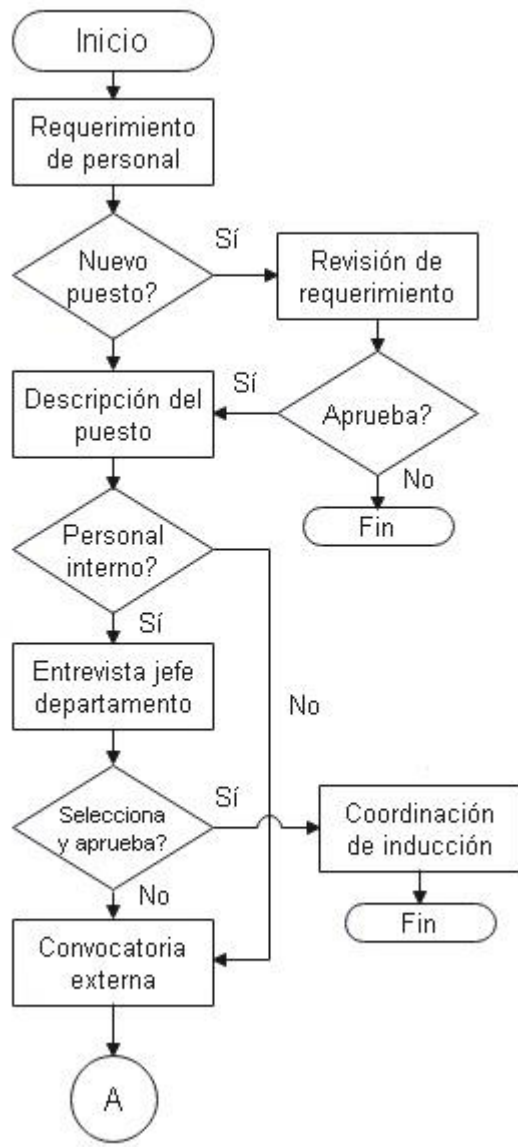 Inicio
Requerimiento
de personal
Sí
Nuevo
puesto?
Revisión de
requerimiento
Sí
Descripción del
puesto
Aprueba?
No
Fin
Personal
interno?
Sí
Entrevista jefe
departamento
No
Sí
Selecciona
y aprueba?
Coordinación
de inducción
No
Fin
Convocatoria
externa
A